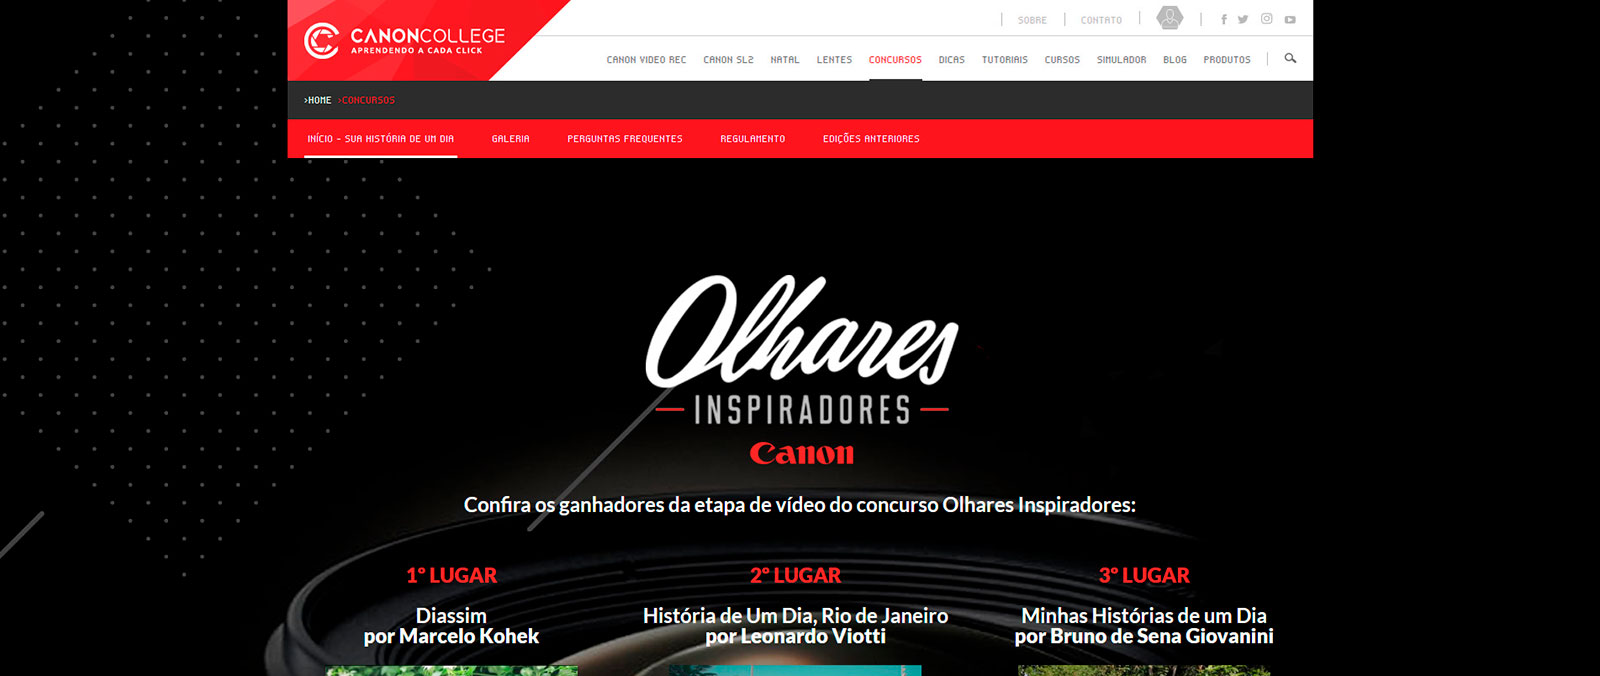 SOBRE
CONTATO
CANONCOLLEGE
APRENDENDO A CADA CLICK
CANON VIDEO REC
CANON SL2
NATAL
LENTES
CONCURSOS
DICAS
TUTORIAIS
CURSOS
SIMULADOR
BLOG
PRODUTOS
>HOME >CONCURSOS
INÍCIO - SUA HISTÓRIA DE UM DIA
GALERIA
PERGUNTAS FREQUENTES
REGULAMENTO
EDIÇÕES ANTERIORES
Olhares
INSPIRADORES
Canon
Confira os ganhadores da etapa de vídeo do concurso Olhares Inspiradores:
1º LUGAR
Diassim
por Marcelo Kohek
2º LUGAR
História de Um Dia, Rio de Janeiro
por Leonardo Viotti
3º LUGAR
Minhas Histórias de um Dia
por Bruno de Sena Giovanini